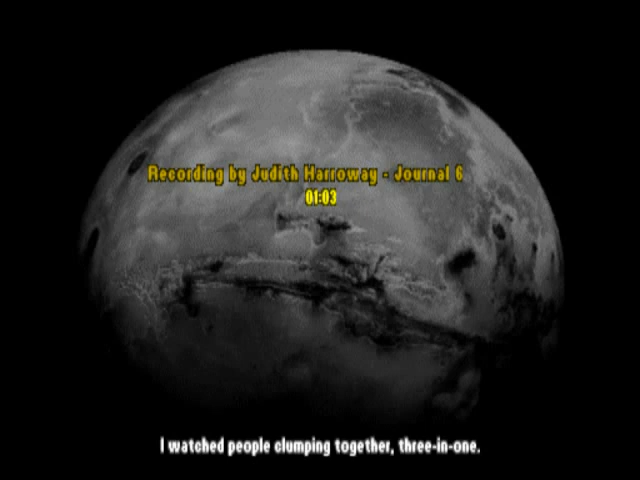 Recording by Judith Harroway - Journal 6
01:03
I watched people clumping together, three-in-one.